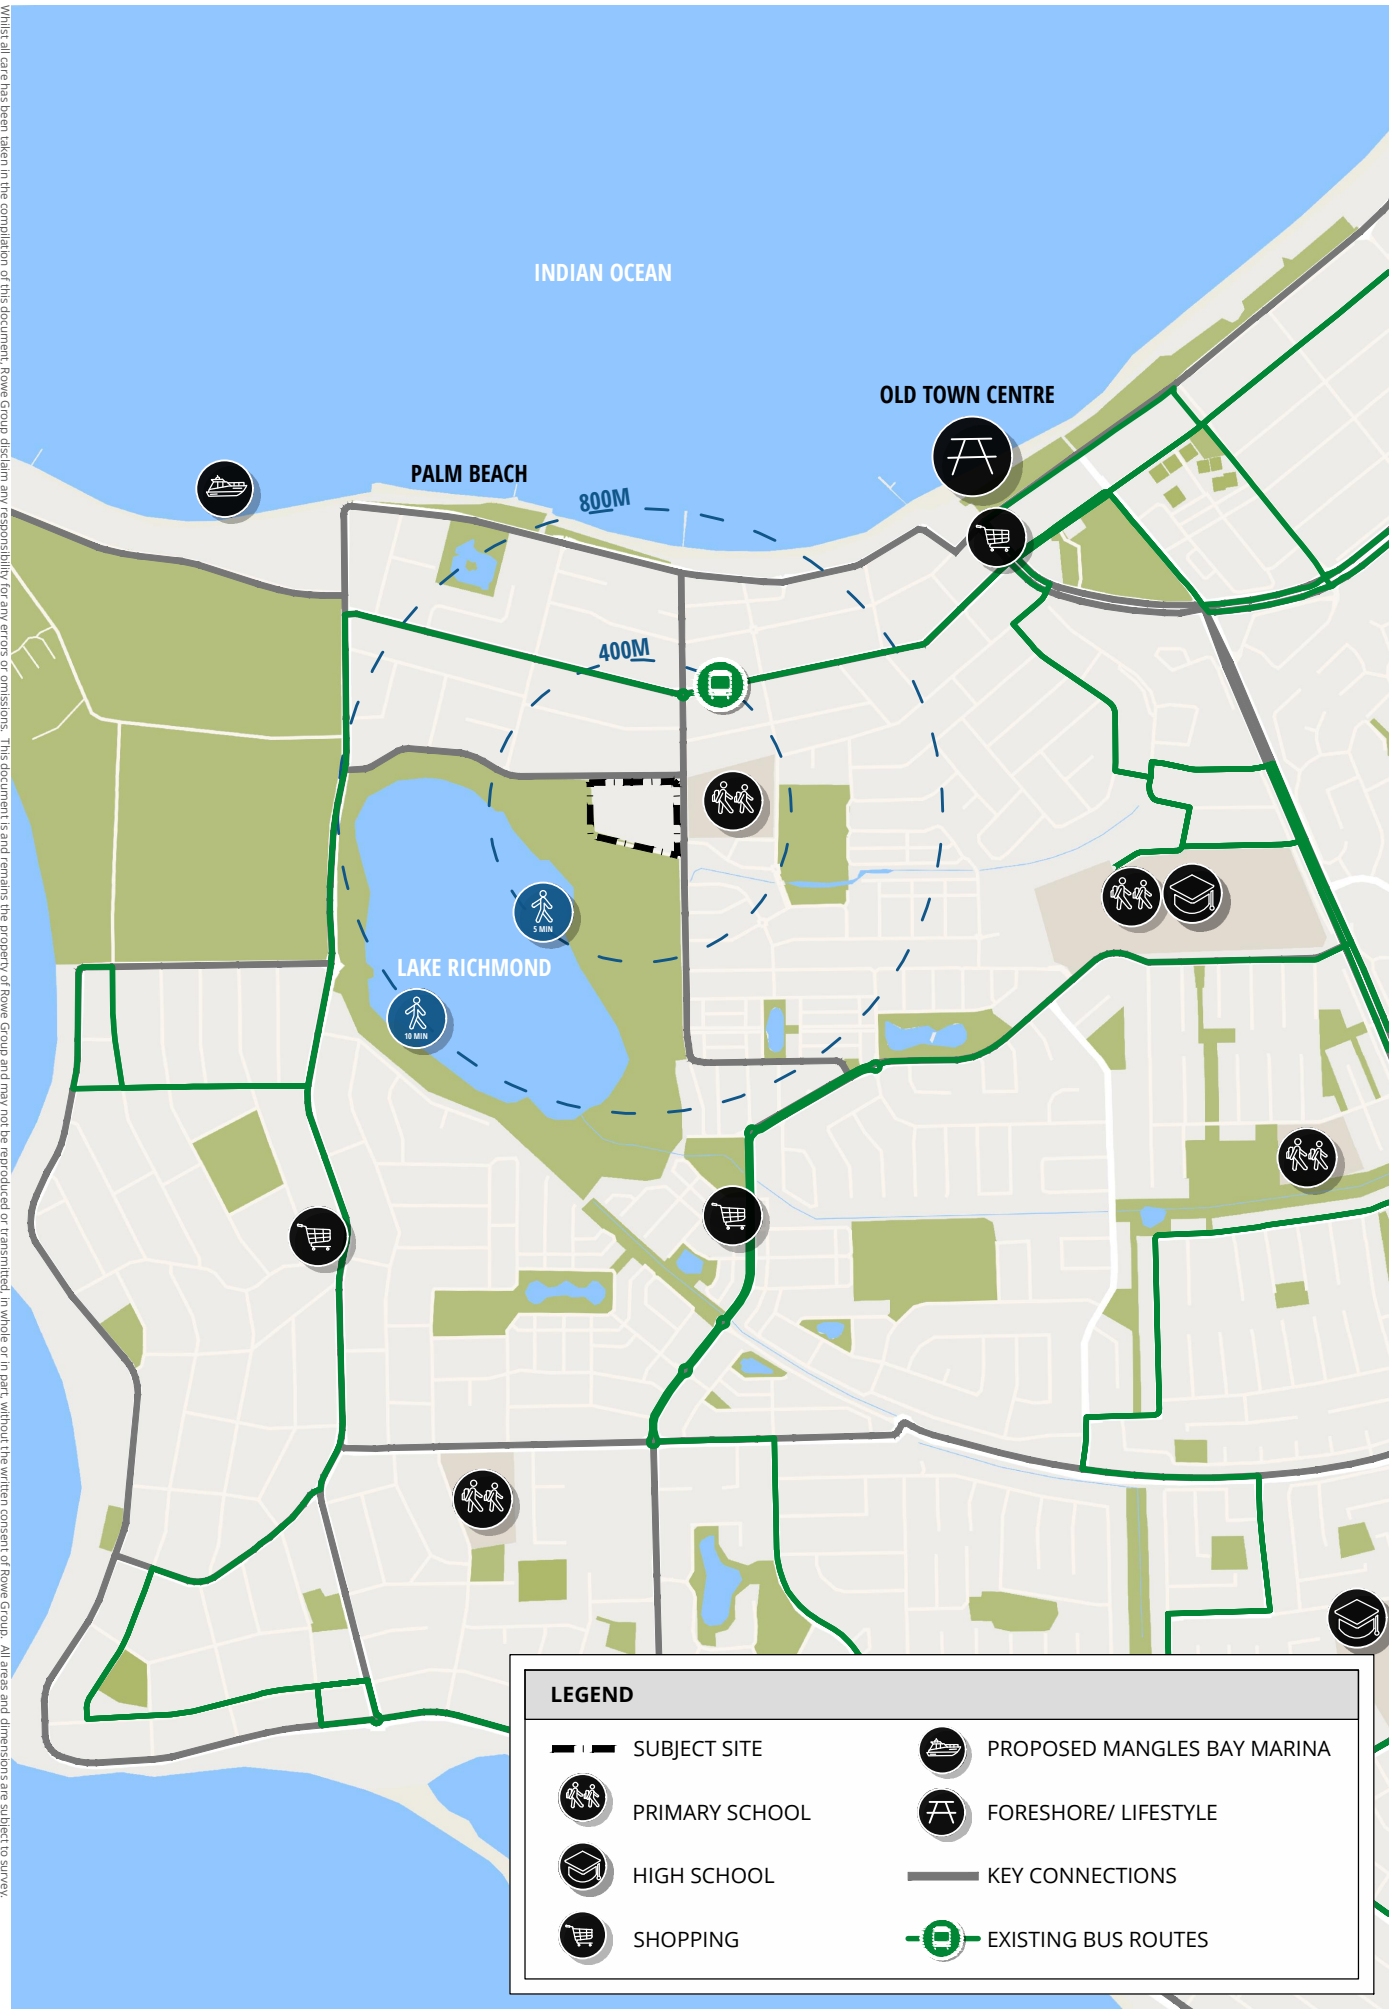 Whilst all care has been taken in the compilation of this document, Rowe Group disclaim any responsibility for any errors or omissions. This document is and remains the property of Rowe Group and may not be reproduced or transmitted, in whole or in part, without the written consent of Rowe Group. All areas and dimensions are subject to survey.
INDIAN OCEAN
OLD TOWN CENTRE
PALM BEACH
800M
400M
5 MIN
LAKE RICHMOND
10 MIN
LEGEND
SUBJECT SITE
PRIMARY SCHOOL
HIGH SCHOOL
SHOPPING
PROPOSED MANGLES BAY MARINA
FORESHORE/ LIFESTYLE
KEY CONNECTIONS
EXISTING BUS ROUTES